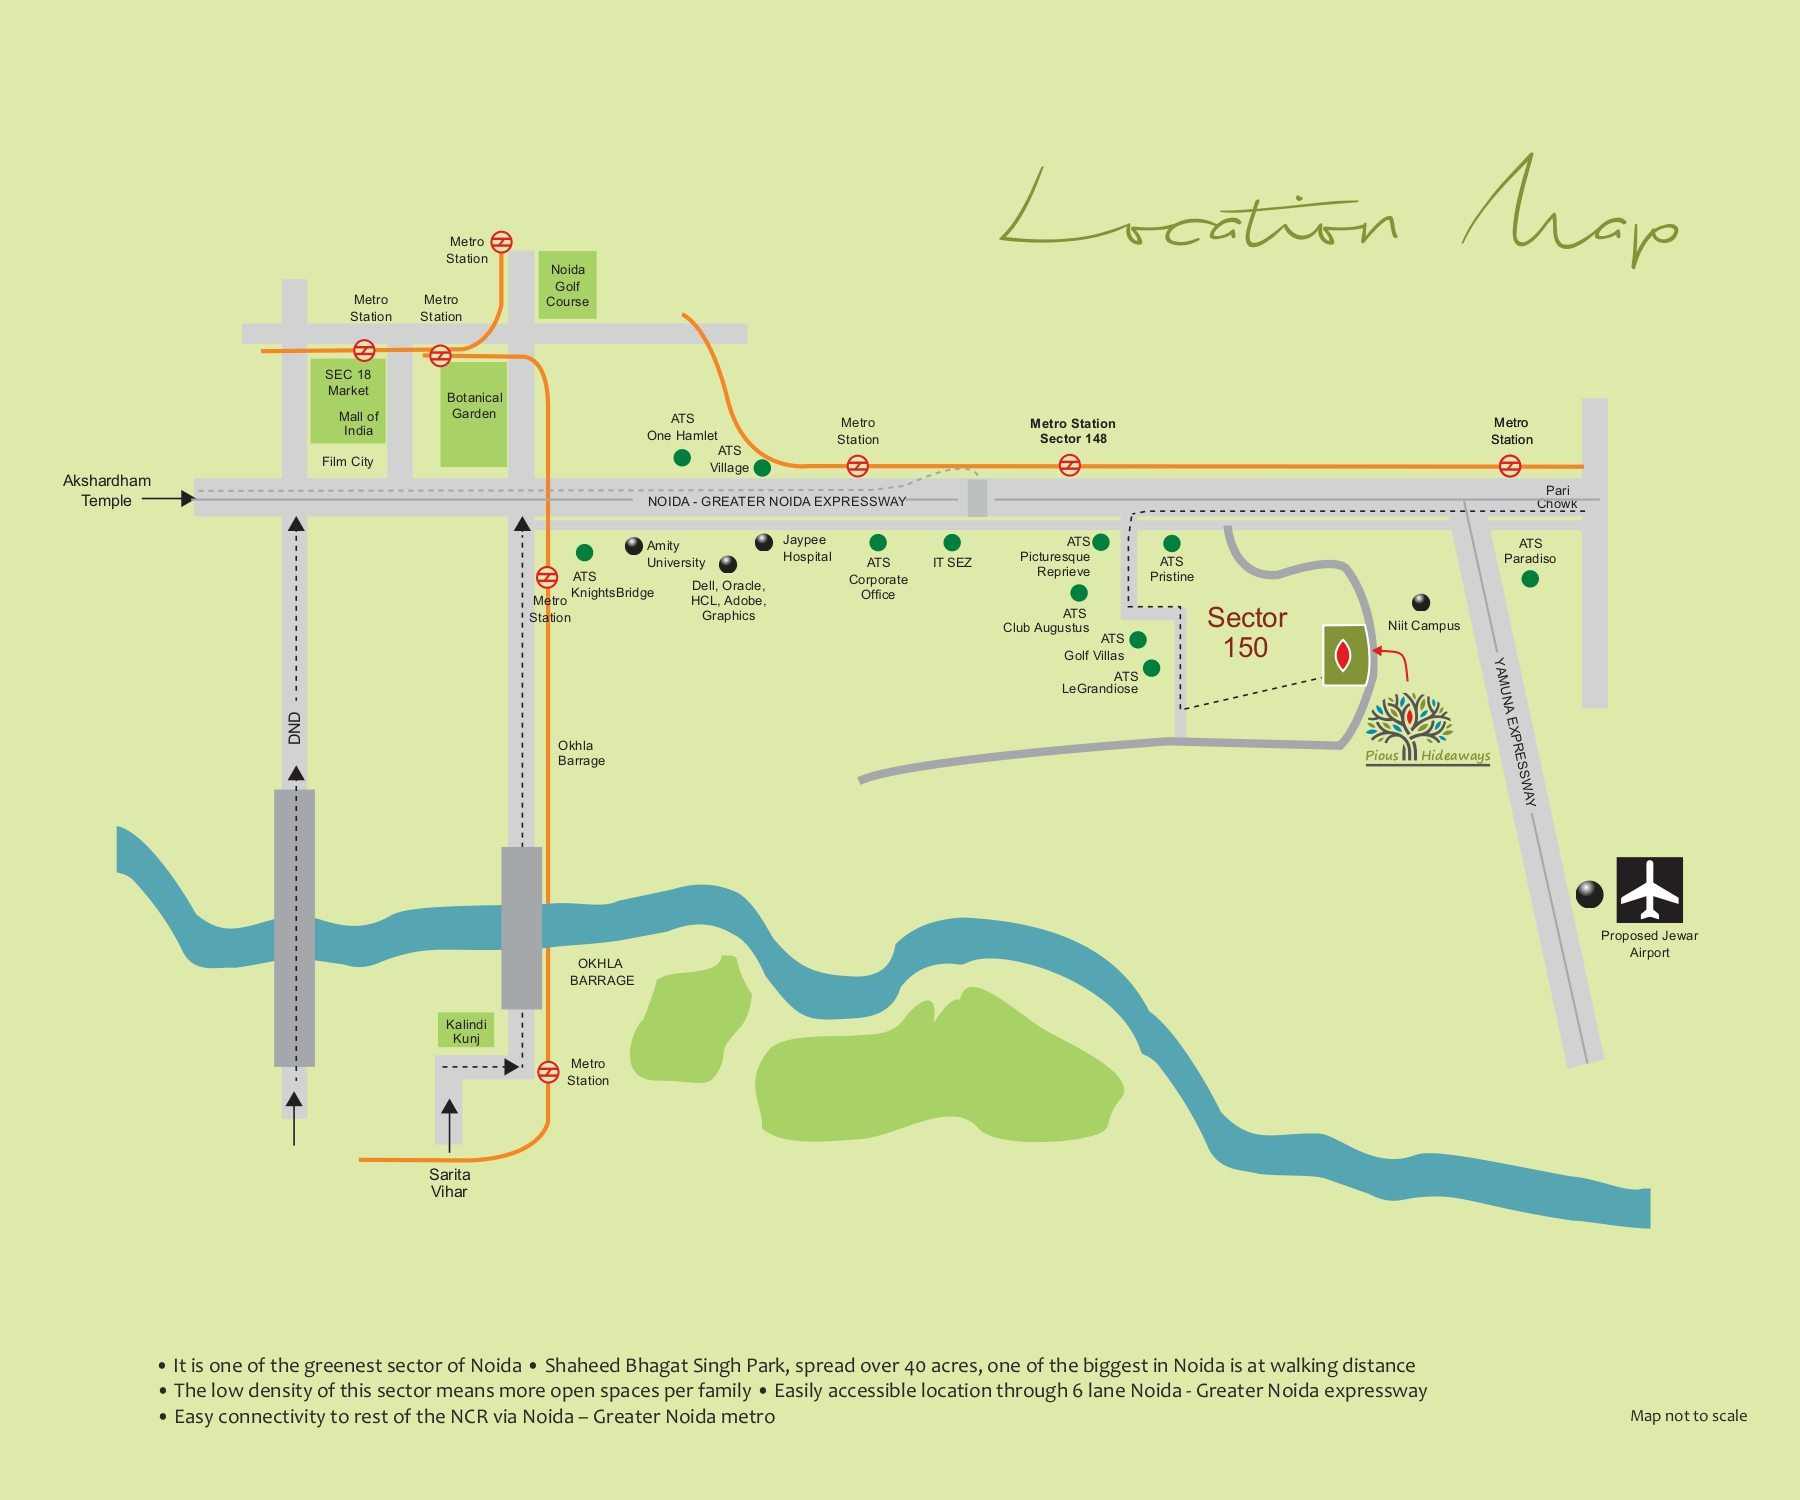 Location Map
Metro
Station
Noida
Golf
Course
Metro
Station
Metro
Station
SEC 18
Market
Mall of
India
Botanical
Garden
Film City
ATS
One Hamlet
ATS
Village
Metro
Station
Metro Station
Sector 148
Metro
Station
Akshardham
Temple
NOIDA - GREATER NOIDA EXPRESSWAY
Pari
Chowk
ATS
KnightsBridge
Amity
University
Jaypee
Hospital
Dell, Oracle,
HCL, Adobe,
Graphics
ATS
Corporate
Office
IT SEZ
ATS
Picturesque
Reprieve
ATS
Pristine
ATS
Paradiso
Metro
Station
ATS
Club Augustus
ATS
Golf Villas
ATS
LeGrandiose
Sector
150
Niit Campus
DND
Okhla
Barrage
YAMUNA EXPRESSWAY
Pious Hideaways
Proposed Jewar
Airport
OKHLA
BARRAGE
Kalindi
Kunj
Metro
Station
Sarita
Vihar
• It is one of the greenest sector of Noida • Shaheed Bhagat Singh Park, spread over 40 acres, one of the biggest in Noida is at walking distance
• The low density of this sector means more open spaces per family • Easily accessible location through 6 lane Noida - Greater Noida expressway
• Easy connectivity to rest of the NCR via Noida – Greater Noida metro
Map not to scale